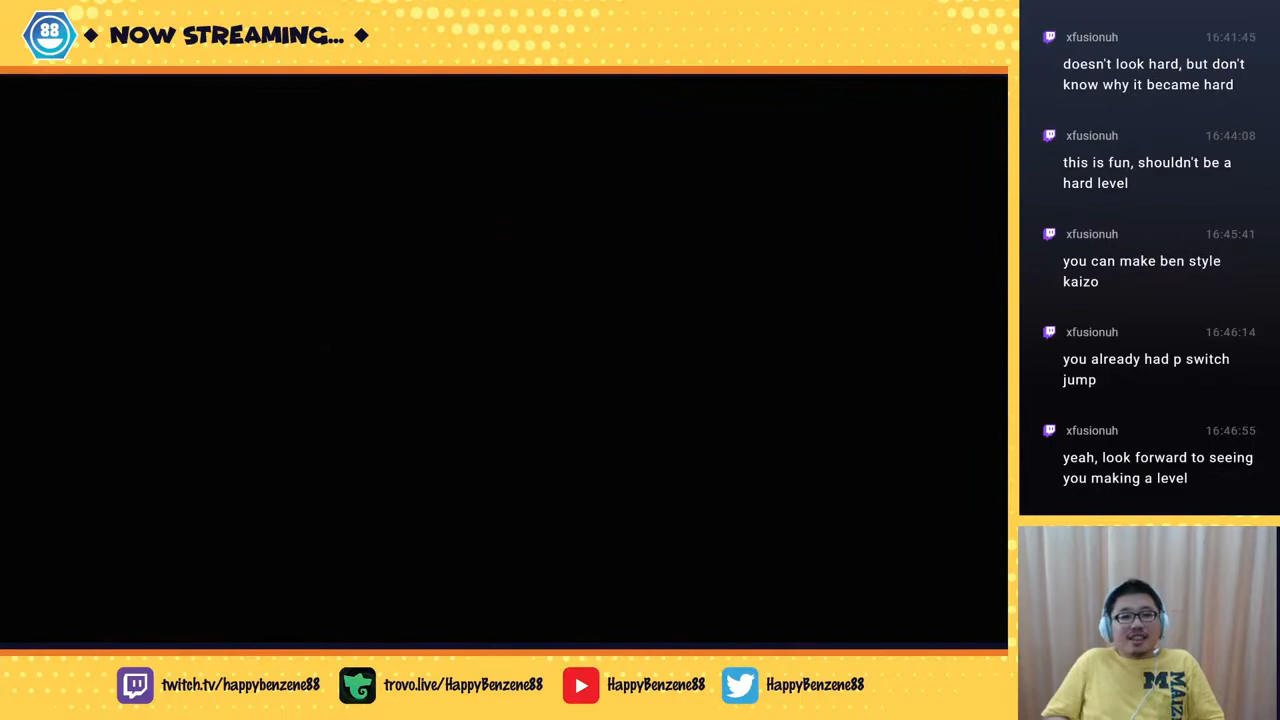 88 ◆ NOW STREAMING... ◆
xfusionuh 16:41:45
doesn't look hard, but don't
know why it became hard
xfusionuh 16:44:08
this is fun, shouldn't be a
hard level
xfusionuh 16:45:41
you can make ben style
kaizo
xfusionuh 16:46:14
you already had p switch
jump
xfusionuh 16:46:55
yeah, look forward to seeing
you making a level
M
MAIZ
twitch.tv/happybenzene88 trovo.live/HappyBenzene88 HappyBenzene88 HappyBenzene88